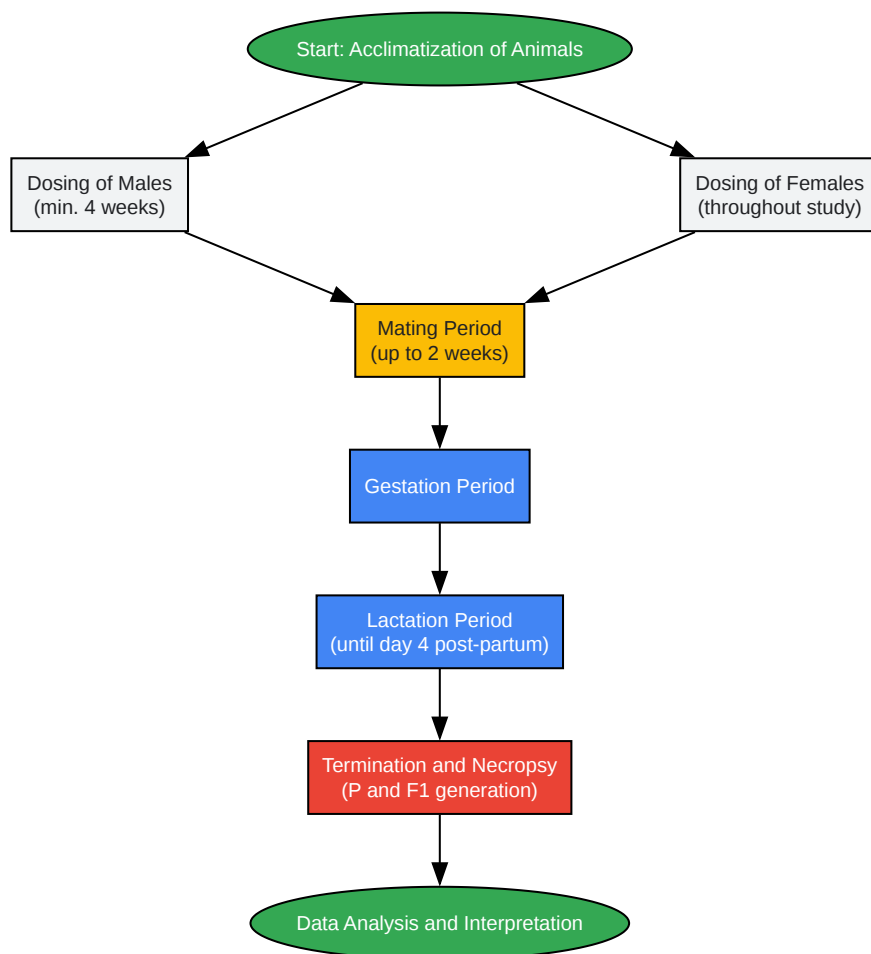 Start: Acclimatization of Animals
Dosing of Males
(min. 4 weeks)
Dosing of Females
(throughout study)
Mating Period
(up to 2 weeks)
Gestation Period
Lactation Period
(until day 4 post-partum)
Termination and Necropsy
(P and F1 generation)
Data Analysis and Interpretation